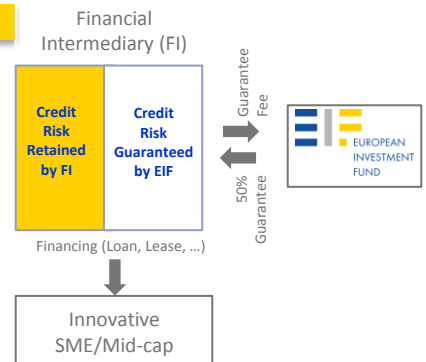 Financial
Intermediary (FI)
Credit
Risk
Retained
by FI
Credit
Risk
Guaranteed
by EIF
Guarantee
Fee
50%
Guarantee
EUROPEAN
INVESTMENT
FUND
Financing (Loan, Lease, …)
Innovative
SME/Mid-cap